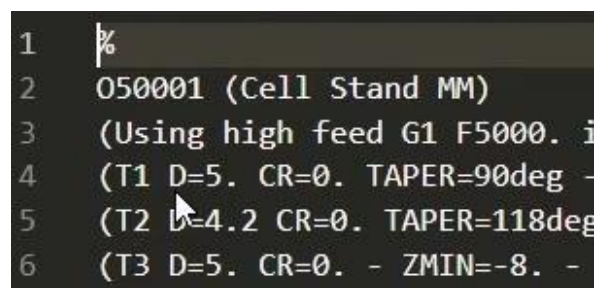 1 %
2 O50001 (Cell Stand MM)
3 (Using high feed G1 F5000. i
4 (T1 D=5. CR=0. TAPER=90deg -
5 (T2 D=4.2 CR=0. TAPER=118deg
6 (T3 D=5. CR=0. - ZMIN=-8. -